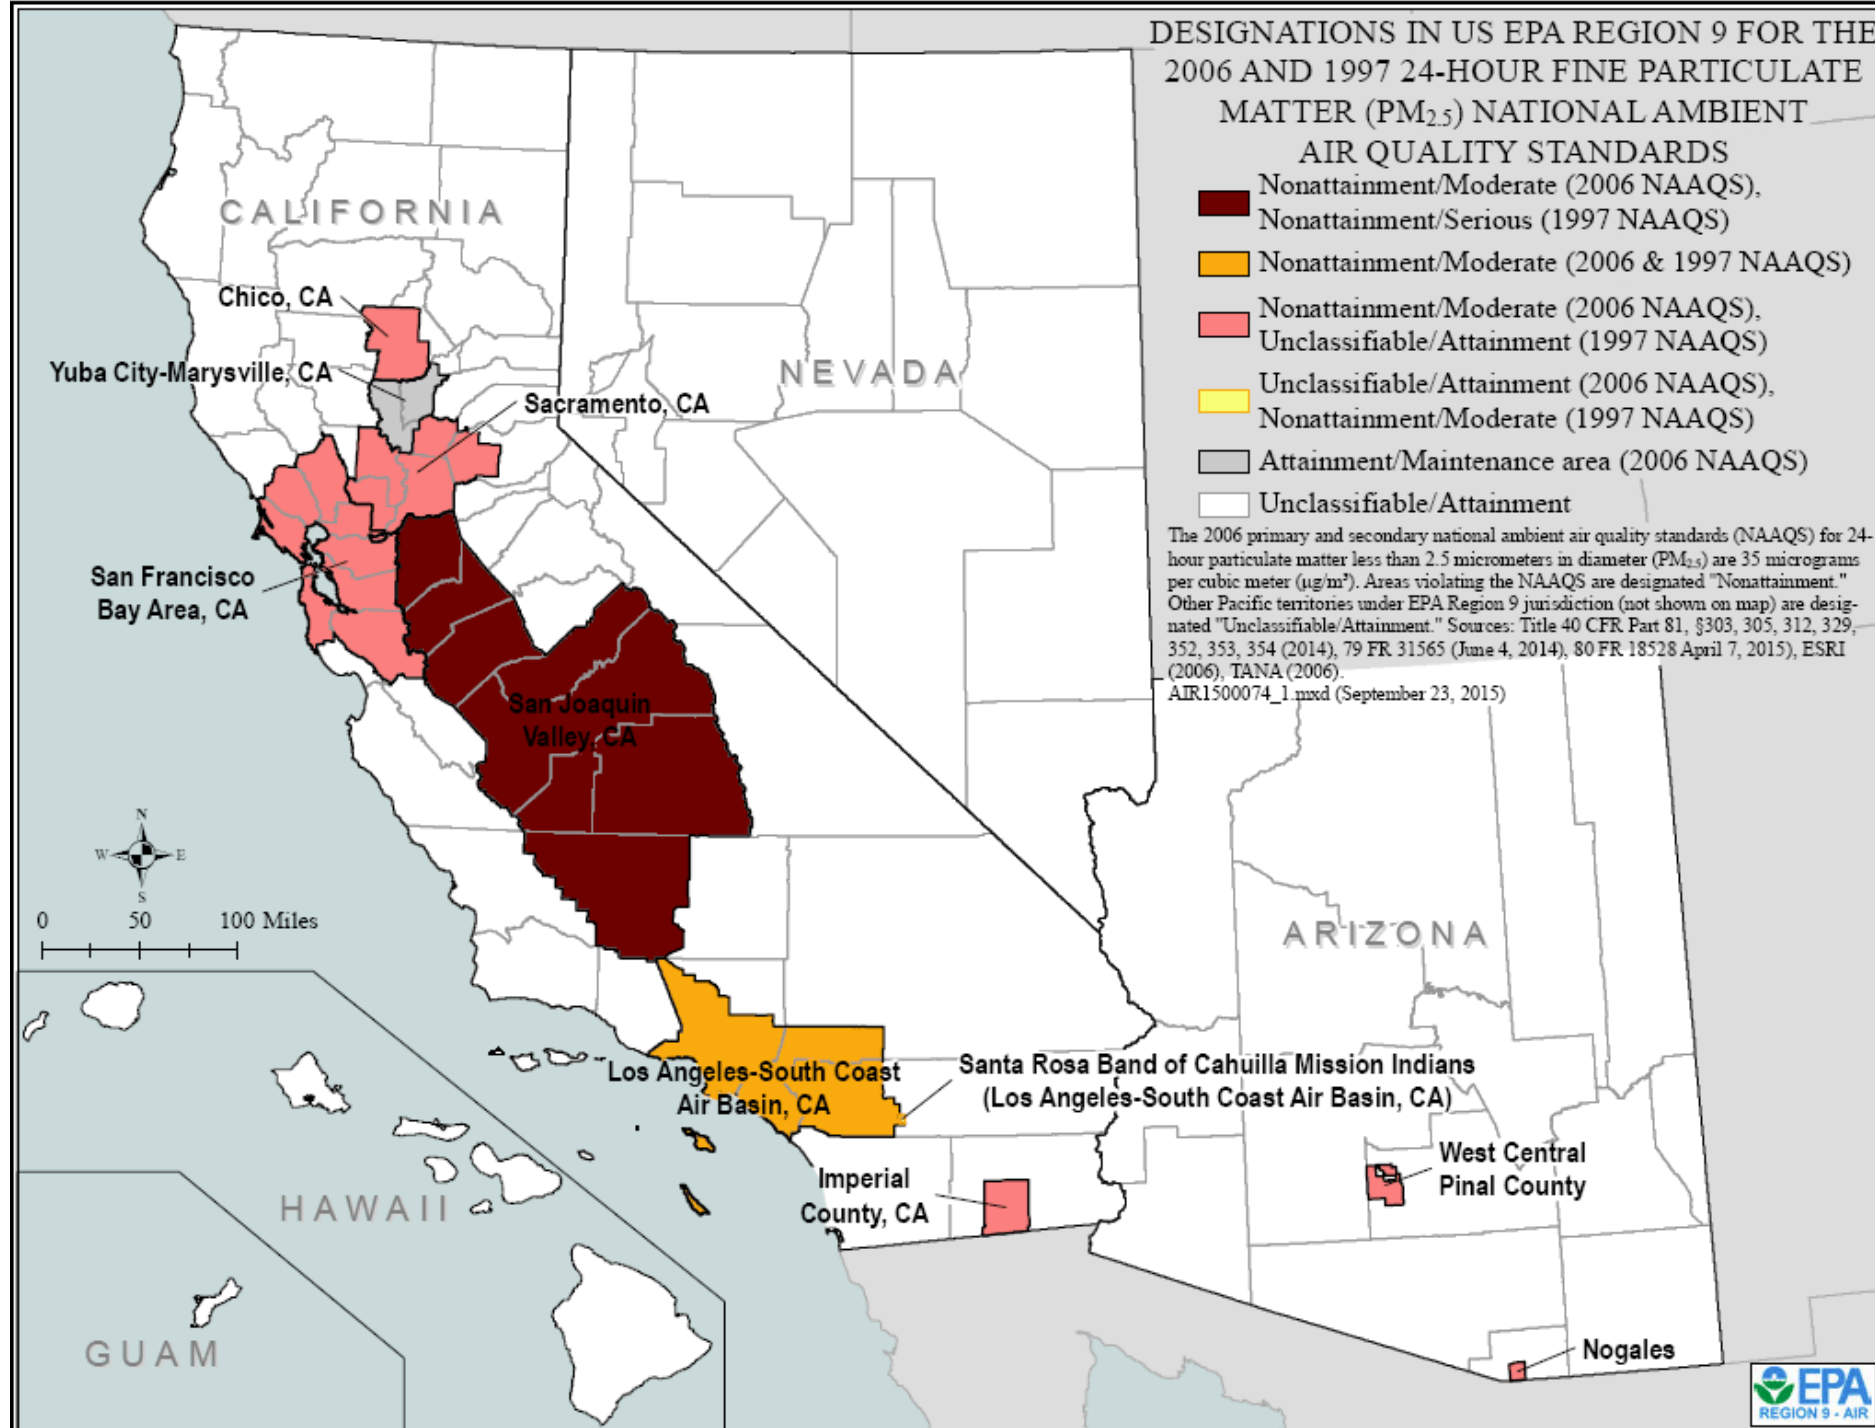 DESIGNATIONS IN US EPA REGION 9 FOR THE
2006 AND 1997 24-HOUR FINE PARTICULATE
MATTER (PM2.5) NATIONAL AMBIENT
AIR QUALITY STANDARDS
Nonattainment/Moderate (2006 NAAQS),
Nonattainment/Serious (1997 NAAQS)
Nonattainment/Moderate (2006 & 1997 NAAQS)
Nonattainment/Moderate (2006 NAAQS),
Unclassifiable/Attainment (1997 NAAQS)
Unclassifiable/Attainment (2006 NAAQS),
Nonattainment/Moderate (1997 NAAQS)
Attainment/Maintenance area (2006 NAAQS)
Unclassifiable/Attainment
The 2006 primary and secondary national ambient air quality standards (NAAQS) for 24-
hour particulate matter less than 2.5 micrometers in diameter (PM2.5) are 35 micrograms
per cubic meter (µg/m³). Areas violating the NAAQS are designated "Nonattainment."
Other Pacific territories under EPA Region 9 jurisdiction (not shown on map) are desig-
nated "Unclassifiable/Attainment." Sources: Title 40 CFR Part 81, §303, 305, 312, 329,
352, 353, 354 (2014), 79 FR 31565 (June 4, 2014), 80 FR 18528 April 7, 2015), ESRI
(2006), TANA (2006).
AIR1500074_1.mxd (September 23, 2015)
CALIFORNIA
Chico, CA
Yuba City-Marysville, CA
NEVADA
Sacramento, CA
San Francisco
Bay Area, CA
San Joaquin
Valley, CA
N
W E
S
0 50 100 Miles
ARIZONA
Los Angeles-South Coast
Air Basin, CA
Santa Rosa Band of Cahuilla Mission Indians
(Los Angeles-South Coast Air Basin, CA)
West Central
Pinal County
Imperial
County, CA
HAWAII
GUAM
Nogales
EPA
REGION 9 - AIR